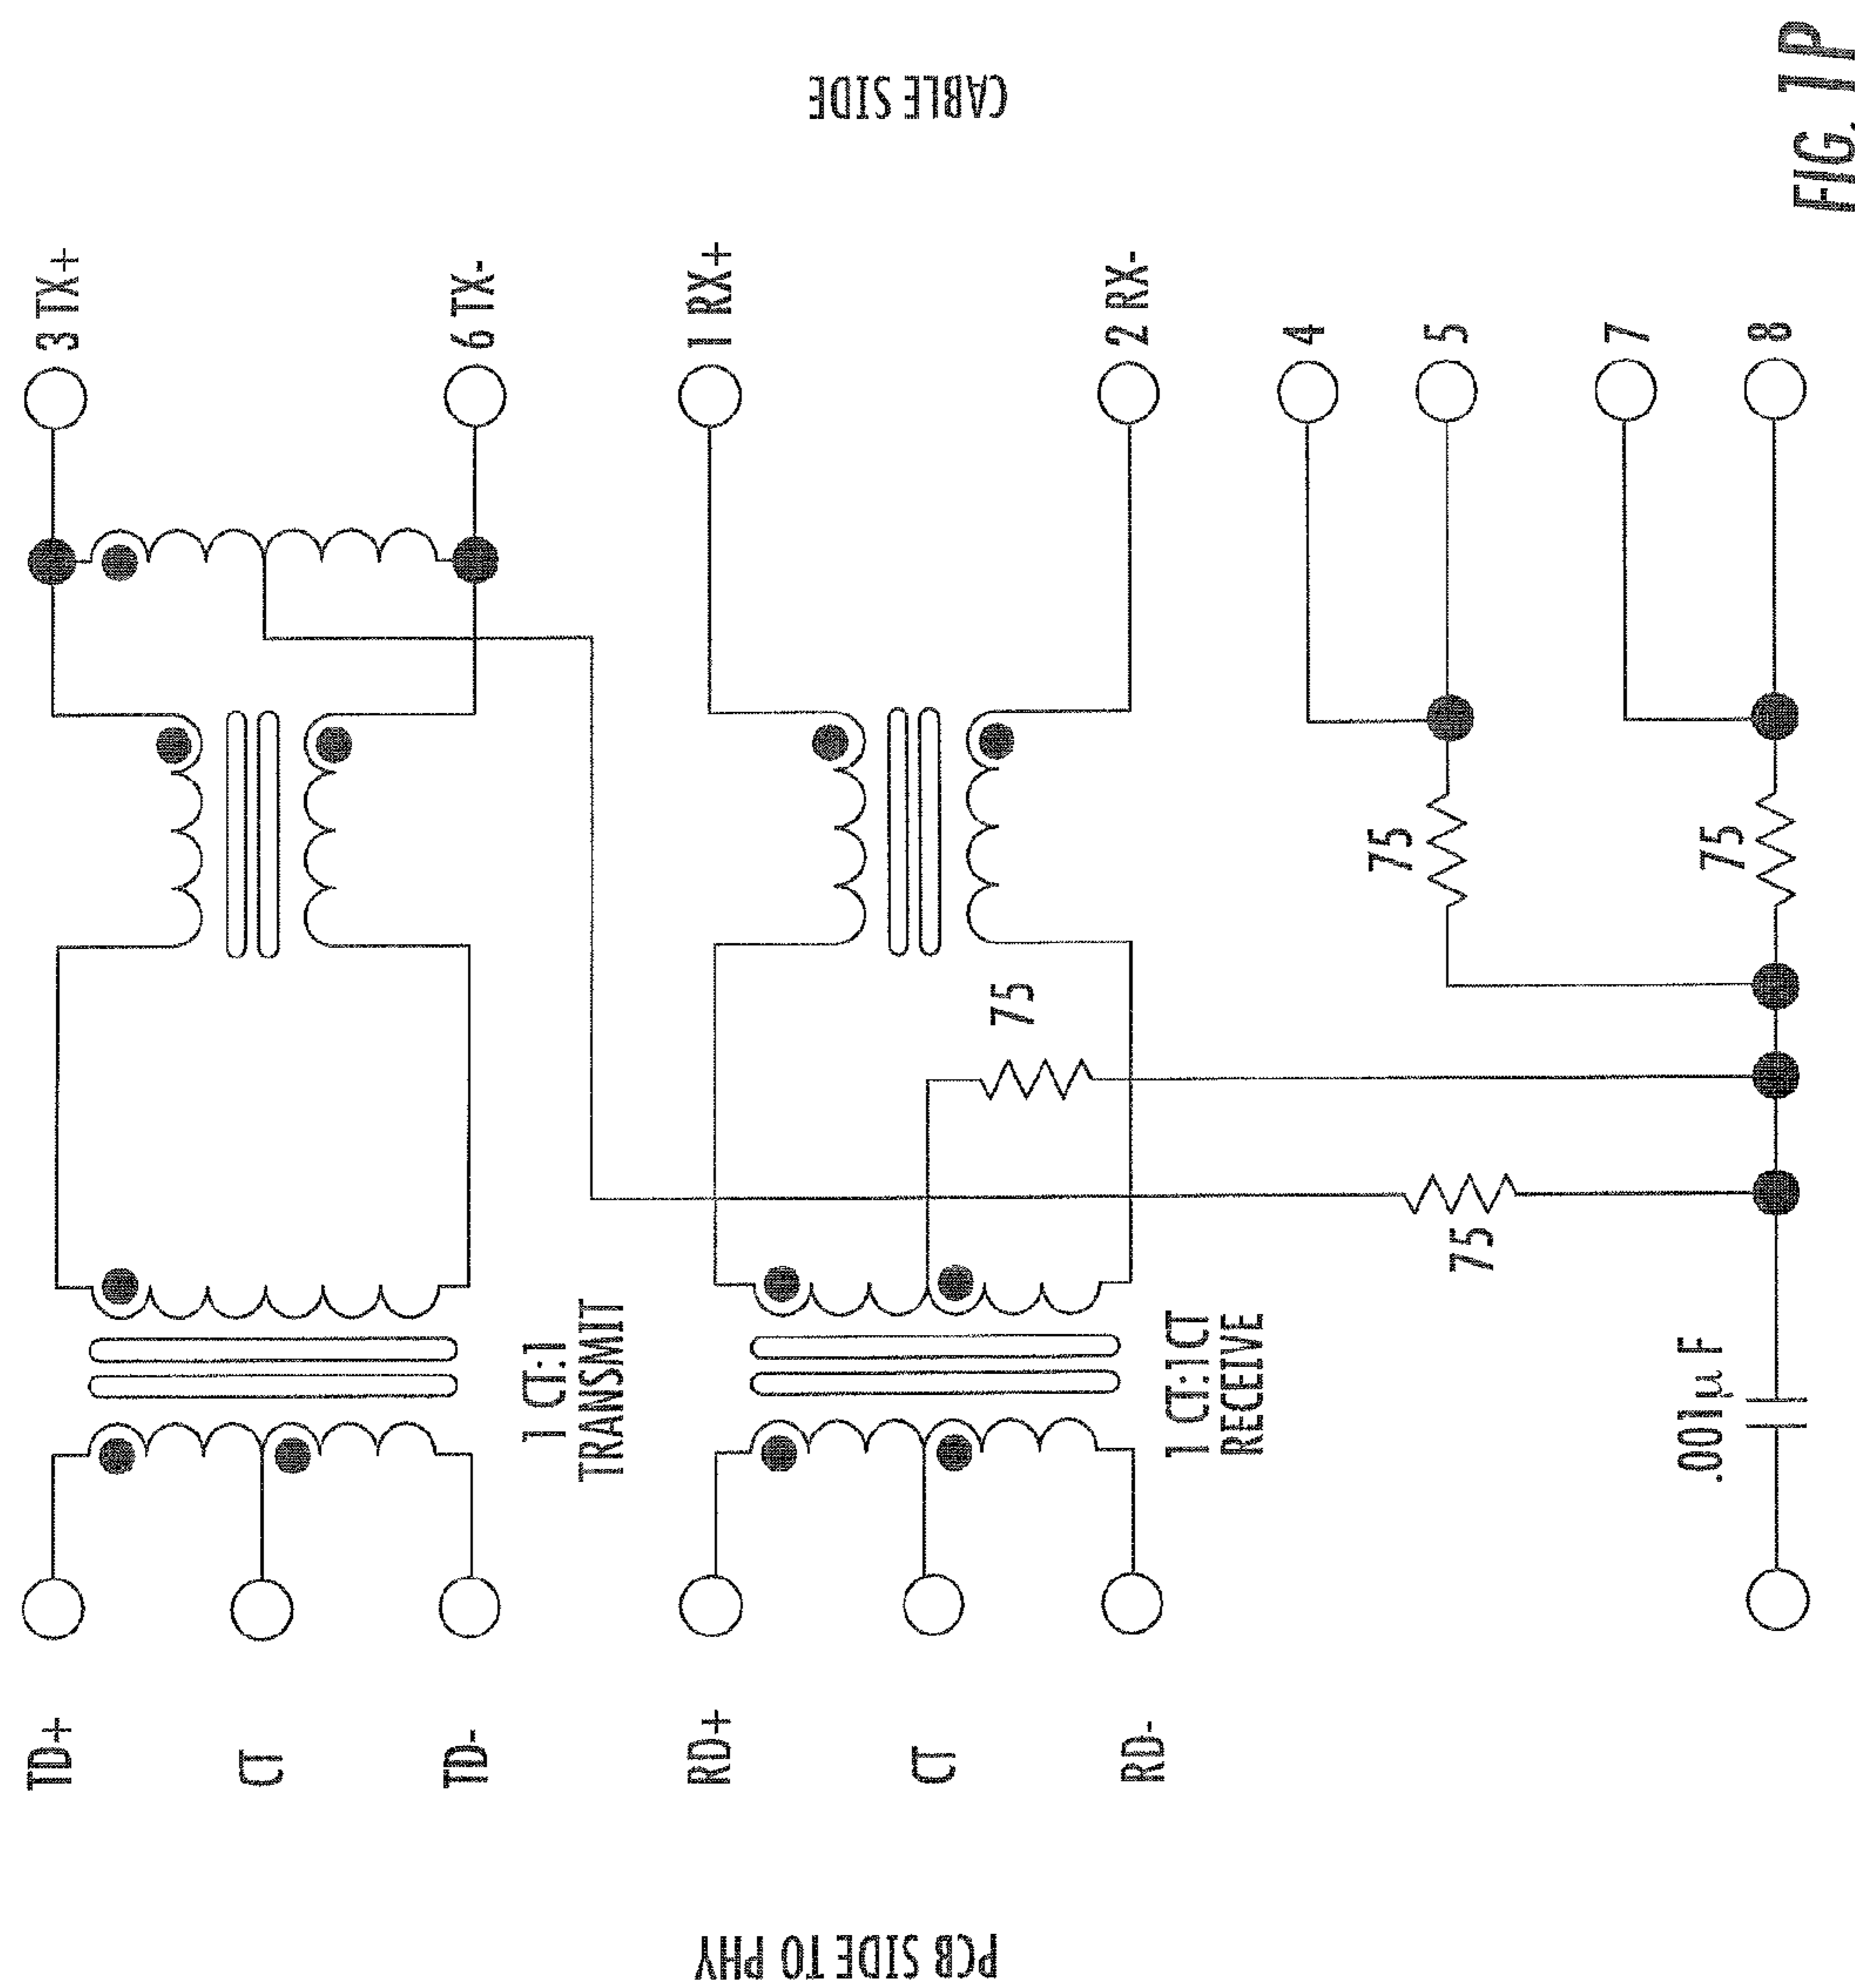 PCB SIDE TO PHY
CABLE SIDE
TD+
CT
TD-
1 CT:1
TRANSMIT
3 TX+
6 TX-
RD+
CT
RD-
1 CT:1CT
RECEIVE
75
1 RX+
2 RX-
75
75
4
5
.001µF
75
7
8
FIG. 1P